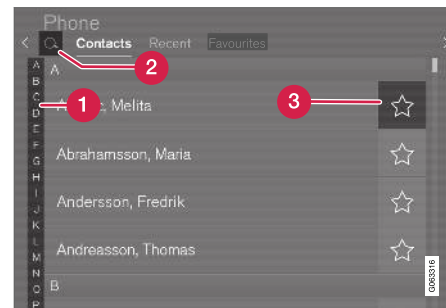 Phone
Contacts Recent Favourites
A
, Melita
Abrahamsson, Maria
Andersson, Fredrik
Andreasson, Thomas
B
A
B
C
D
E
F
G
H
I
J
K
L
M
N
O
P
1
2
3
G063316